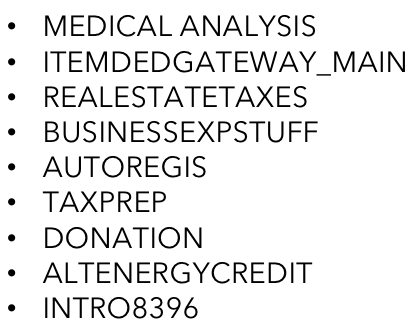 • MEDICAL ANALYSIS
• ITEMDEDGATEWAY_MAIN
• REALESTATETAXES
• BUSINESSEXPSTUFF
• AUTOREGIS
• TAXPREP
• DONATION
• ALTENERGYCREDIT
• INTRO8396